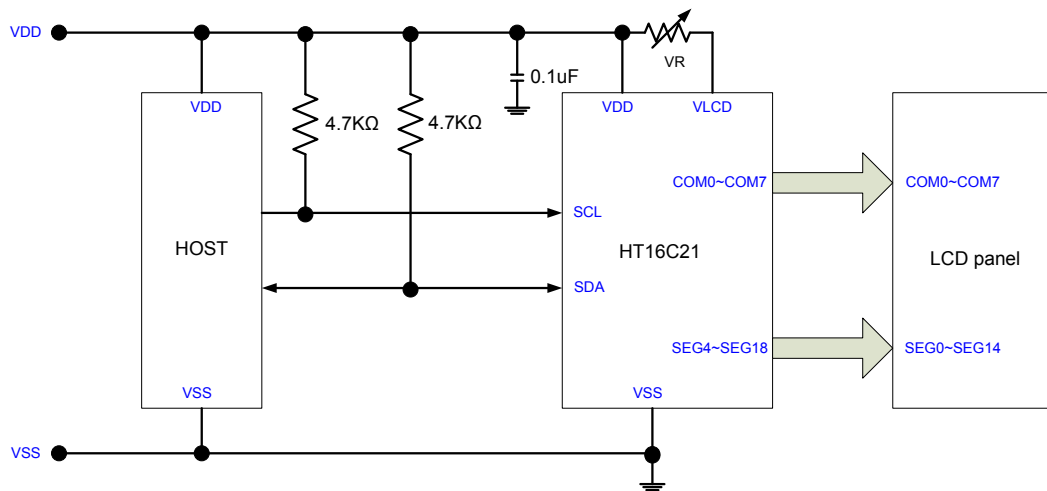 VDD
VR
0.1uF
VDD
VDD
VLCD
4.7KΩ
4.7KΩ
COM0~COM7
COM0~COM7
SCL
HOST
HT16C21
LCD panel
SDA
SEG4~SEG18
SEG0~SEG14
VSS
VSS
VSS